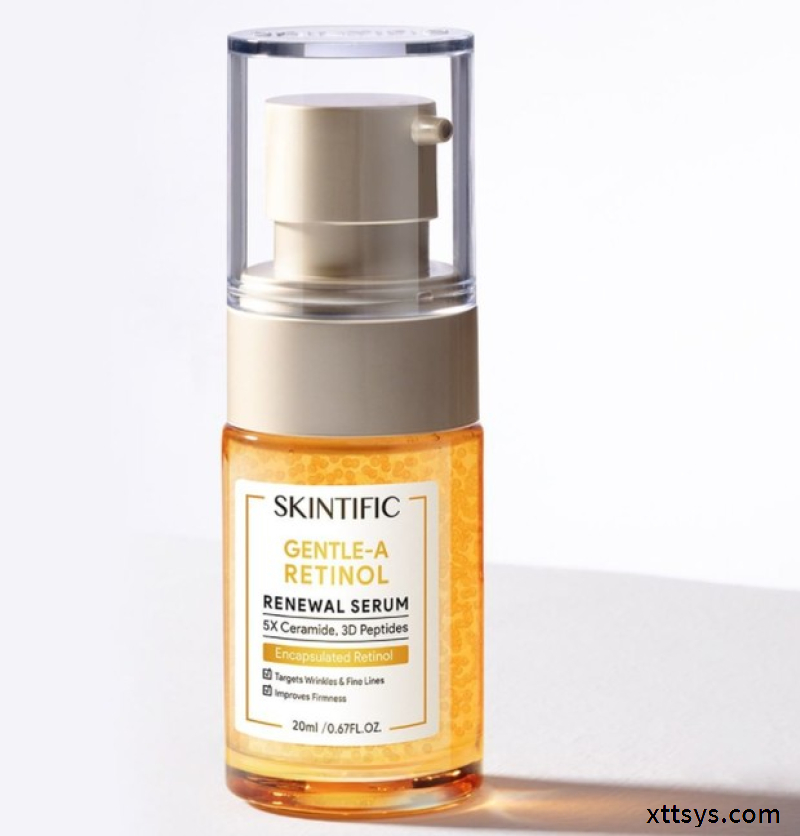 SKINTIFIC
GENTLE-A
RETINOL
RENEWAL SERUM
5X Ceramide, 3D Peptides
Encapsulated Retinol
Targets Wrinkles & Fine Lines
Improves Firmness
20ml /0.67FL.OZ.
xttsys.com